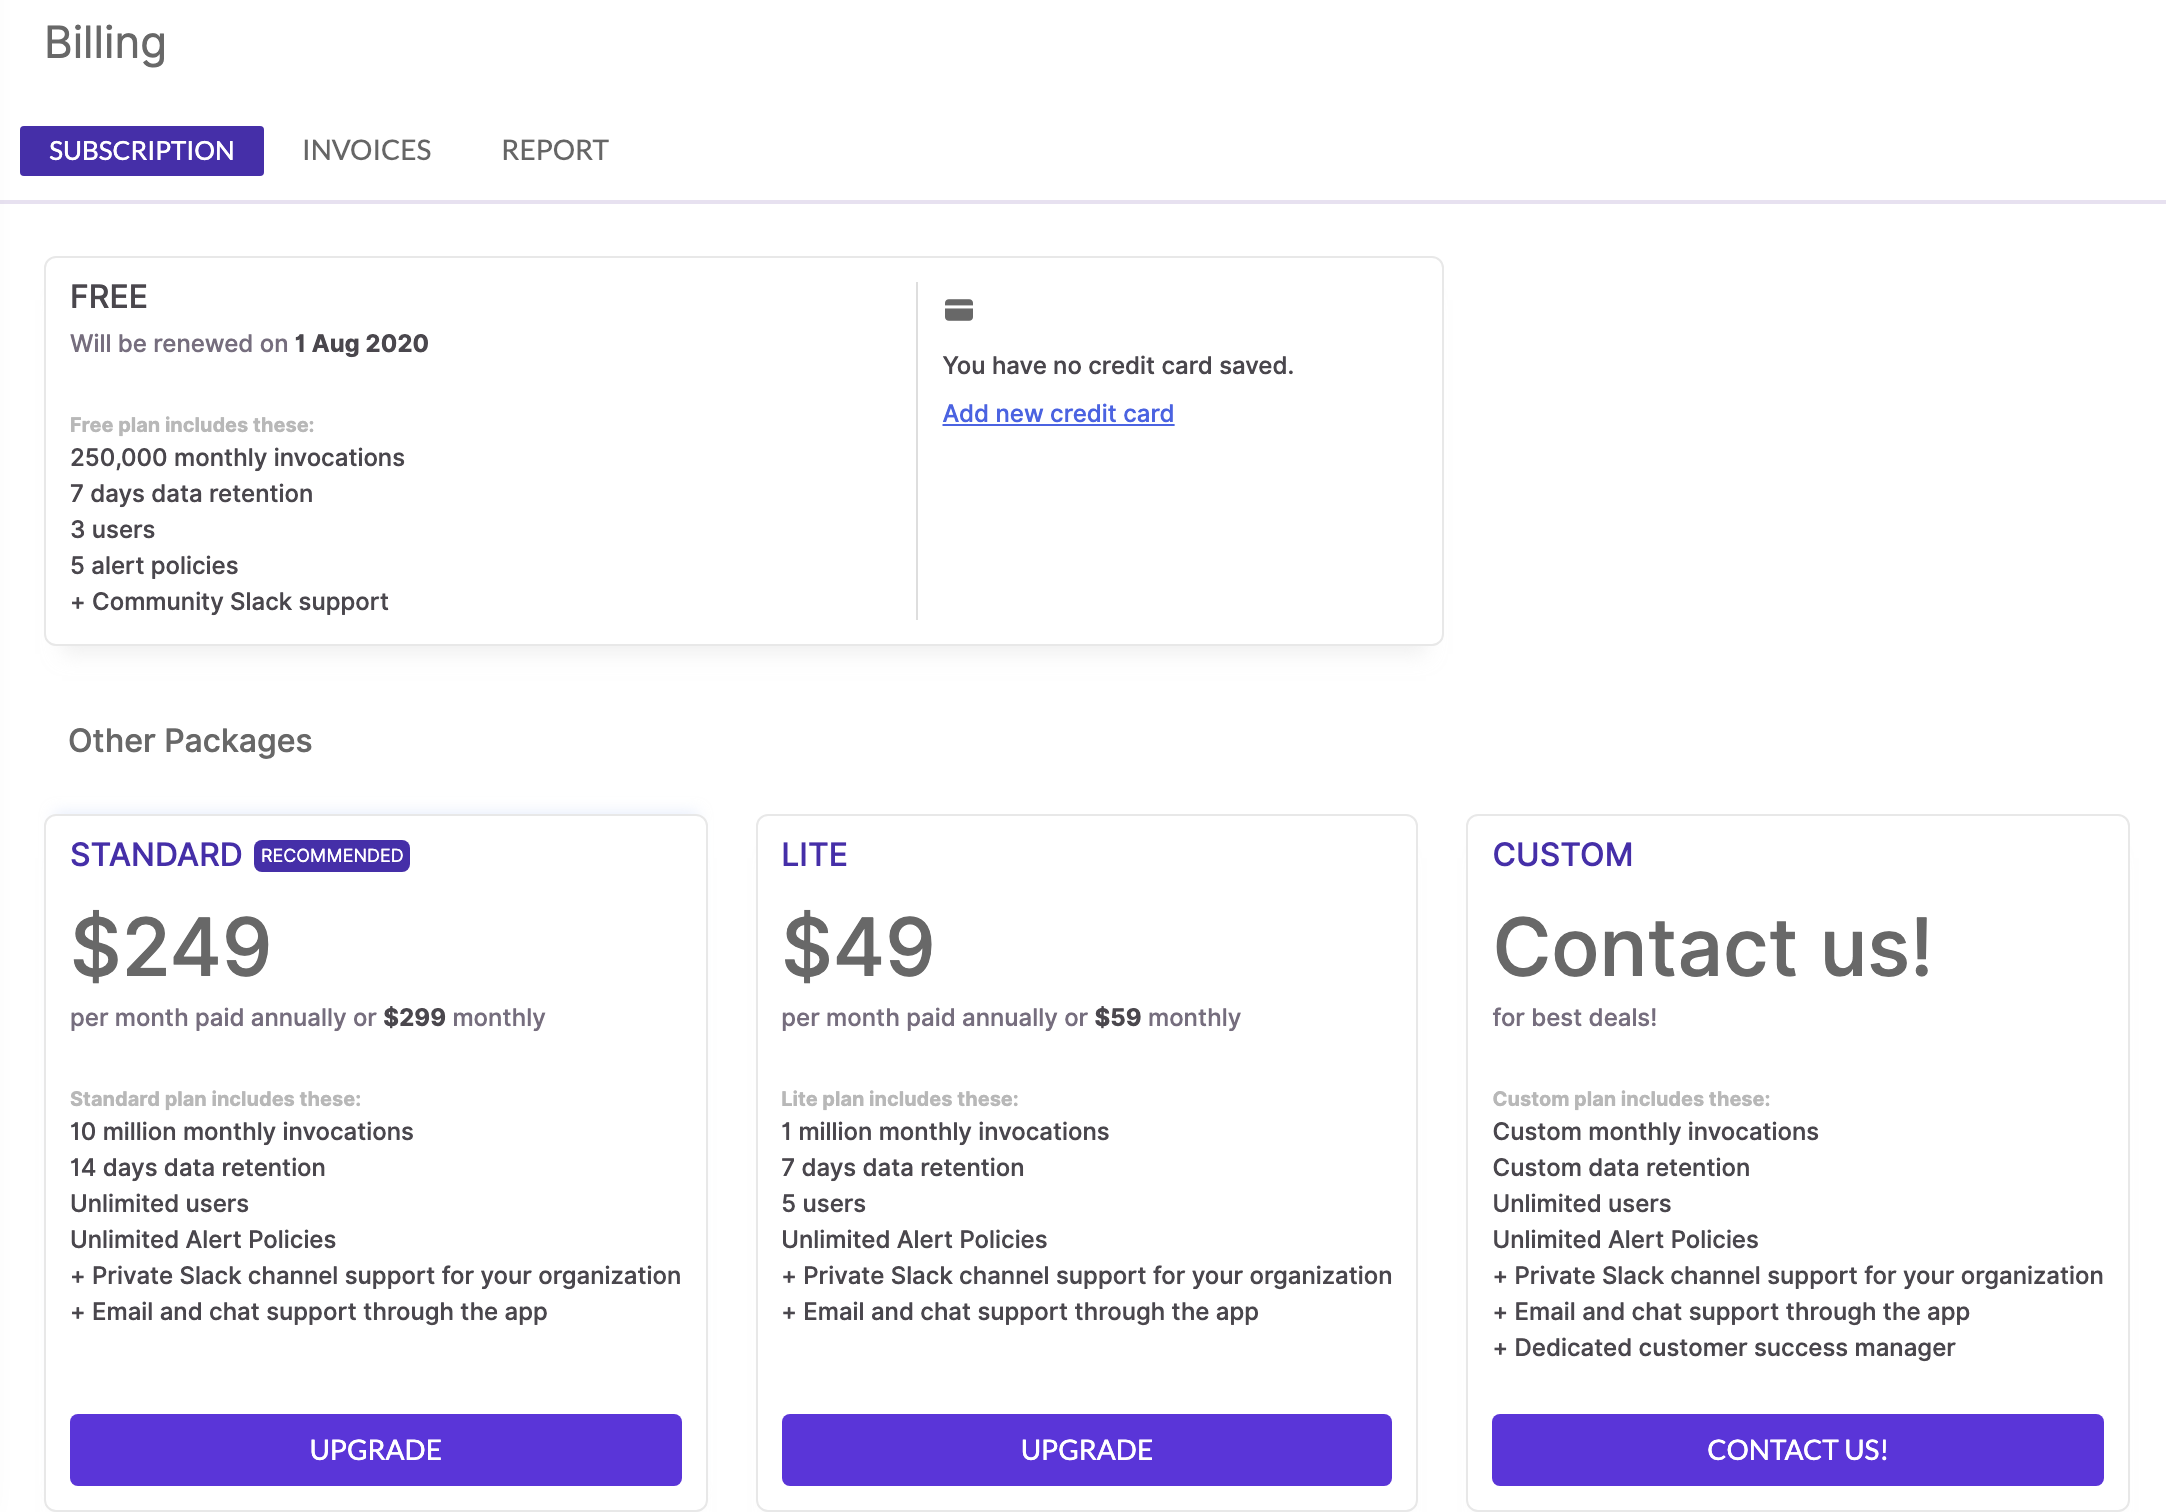 Billing
SUBSCRIPTION
INVOICES
REPORT
FREE
Will be renewed on 1 Aug 2020
Free plan includes these:
250,000 monthly invocations
7 days data retention
3 users
5 alert policies
+ Community Slack support
You have no credit card saved.
Add new credit card
Other Packages
STANDARD RECOMMENDED
$249
per month paid annually or $299 monthly
Standard plan includes these:
10 million monthly invocations
14 days data retention
Unlimited users
Unlimited Alert Policies
+ Private Slack channel support for your organization
+ Email and chat support through the app
UPGRADE
LITE
$49
per month paid annually or $59 monthly
Lite plan includes these:
1 million monthly invocations
7 days data retention
5 users
Unlimited Alert Policies
+ Private Slack channel support for your organization
+ Email and chat support through the app
UPGRADE
CUSTOM
Contact us!
for best deals!
Custom plan includes these:
Custom monthly invocations
Custom data retention
Unlimited users
Unlimited Alert Policies
+ Private Slack channel support for your organization
+ Email and chat support through the app
+ Dedicated customer success manager
CONTACT US!